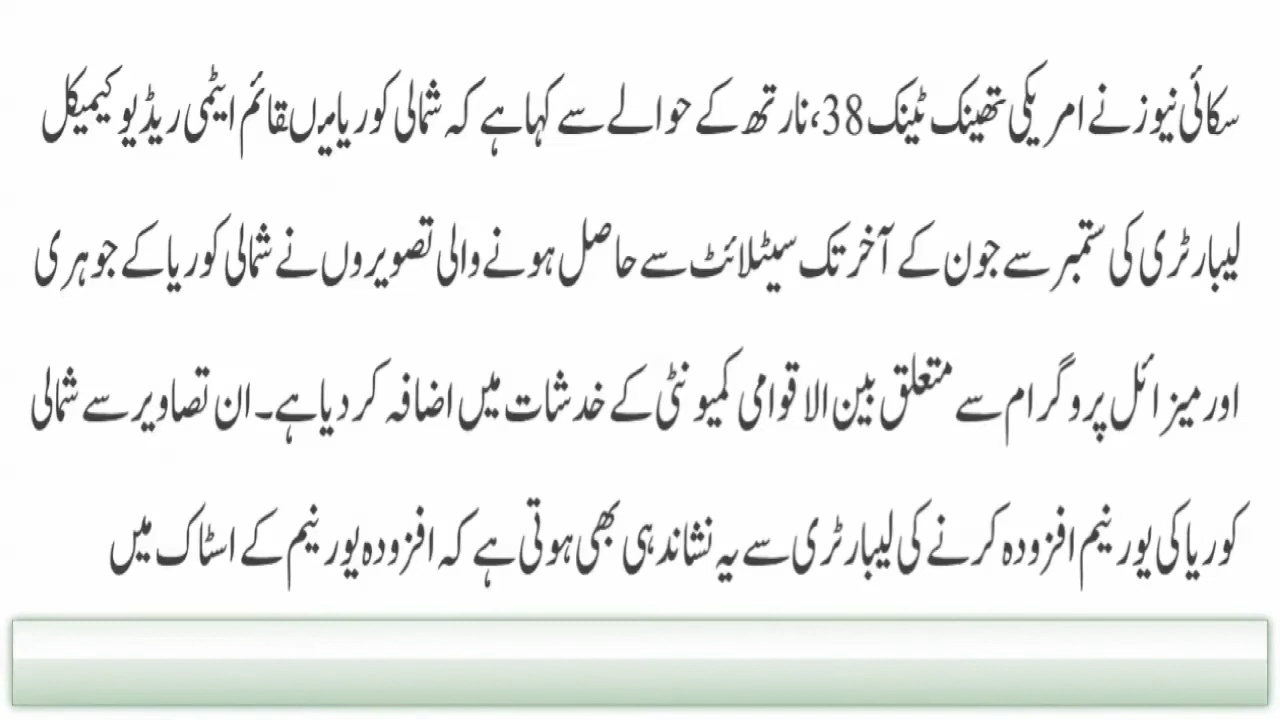 سکائی نیوز نے امریکی تھینک ٹینک 38،نارتھ کے حوالے سے کہا ہے کہ شمالی کوریا میں قائم ایٹمی ریڈیو کیمیکل
لیبارٹری کی ستمبر سے جون کے آخر تک سیٹلائٹ سے حاصل ہونے والی تصویروں نے شمالی کوریا کے جوہری
اور میزائل پروگرام سے متعلق بین الاقوامی کمیونٹی کے خدشات میں اضافہ کر دیا ہے۔ ان تصاویر سے شمالی
کوریا کی یورنیم افزودہ کرنے کی لیبارٹری سے یہ نشاندہی بھی ہوتی ہے کہ افزودہ یورنیم کے اسٹاک میں